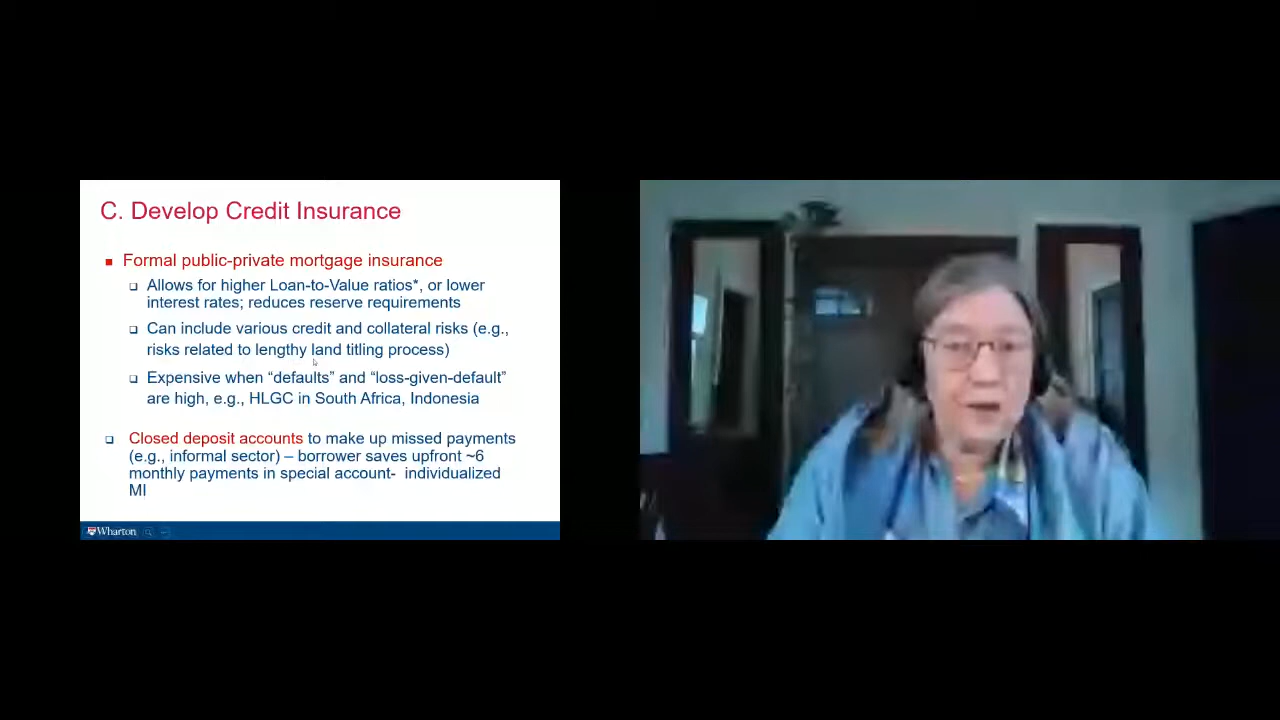 C. Develop Credit Insurance
Formal public-private mortgage insurance
Allows for higher Loan-to-Value ratios*, or lower
interest rates; reduces reserve requirements
Can include various credit and collateral risks (e.g.,
risks related to lengthy land titling process)
Expensive when “defaults” and “loss-given-default”
are high, e.g., HLGC in South Africa, Indonesia
Closed deposit accounts to make up missed payments
(e.g., informal sector) – borrower saves upfront ~6
monthly payments in special account- individualized
MI
Wharton